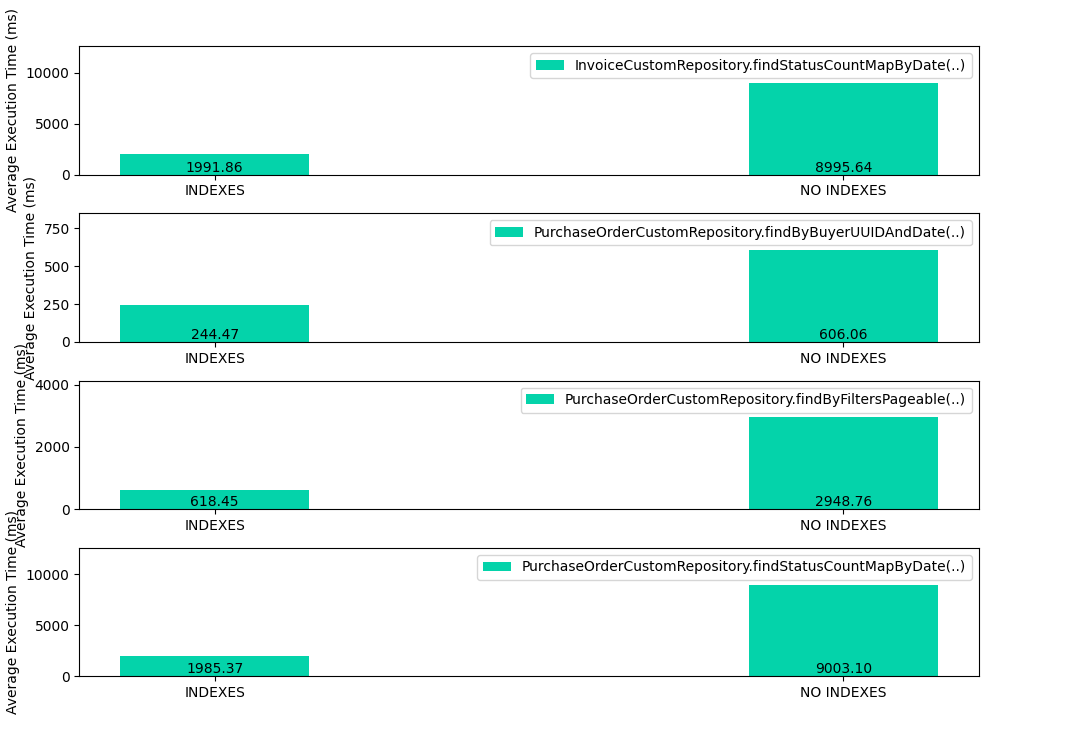 Average Execution Time (ms)
10000
5000
0
InvoiceCustomRepository.findStatusCountMapByDate(..)
1991.86
8995.64
INDEXES
NO INDEXES
Average Execution Time (ms)
750
500
250
0
PurchaseOrderCustomRepository.findByBuyerUUIDAndDate(..)
244.47
606.06
INDEXES
NO INDEXES
Average Execution Time (ms)
4000
2000
0
PurchaseOrderCustomRepository.findByFiltersPageable(..)
618.45
2948.76
INDEXES
NO INDEXES
Average Execution Time (ms)
10000
5000
0
PurchaseOrderCustomRepository.findStatusCountMapByDate(..)
1985.37
9003.10
INDEXES
NO INDEXES